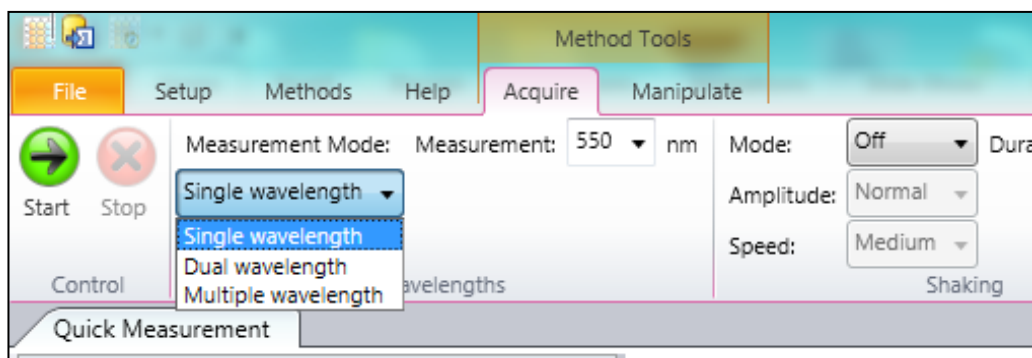 Method Tools
File Setup Methods Help Acquire Manipulate
Start Stop
Control
Measurement Mode: Measurement: 550 nm
Single wavelength
Single wavelength
Dual wavelength
Multiple wavelength
avelengths
Mode: Off Dura
Amplitude: Normal
Speed: Medium
Shaking
Quick Measurement